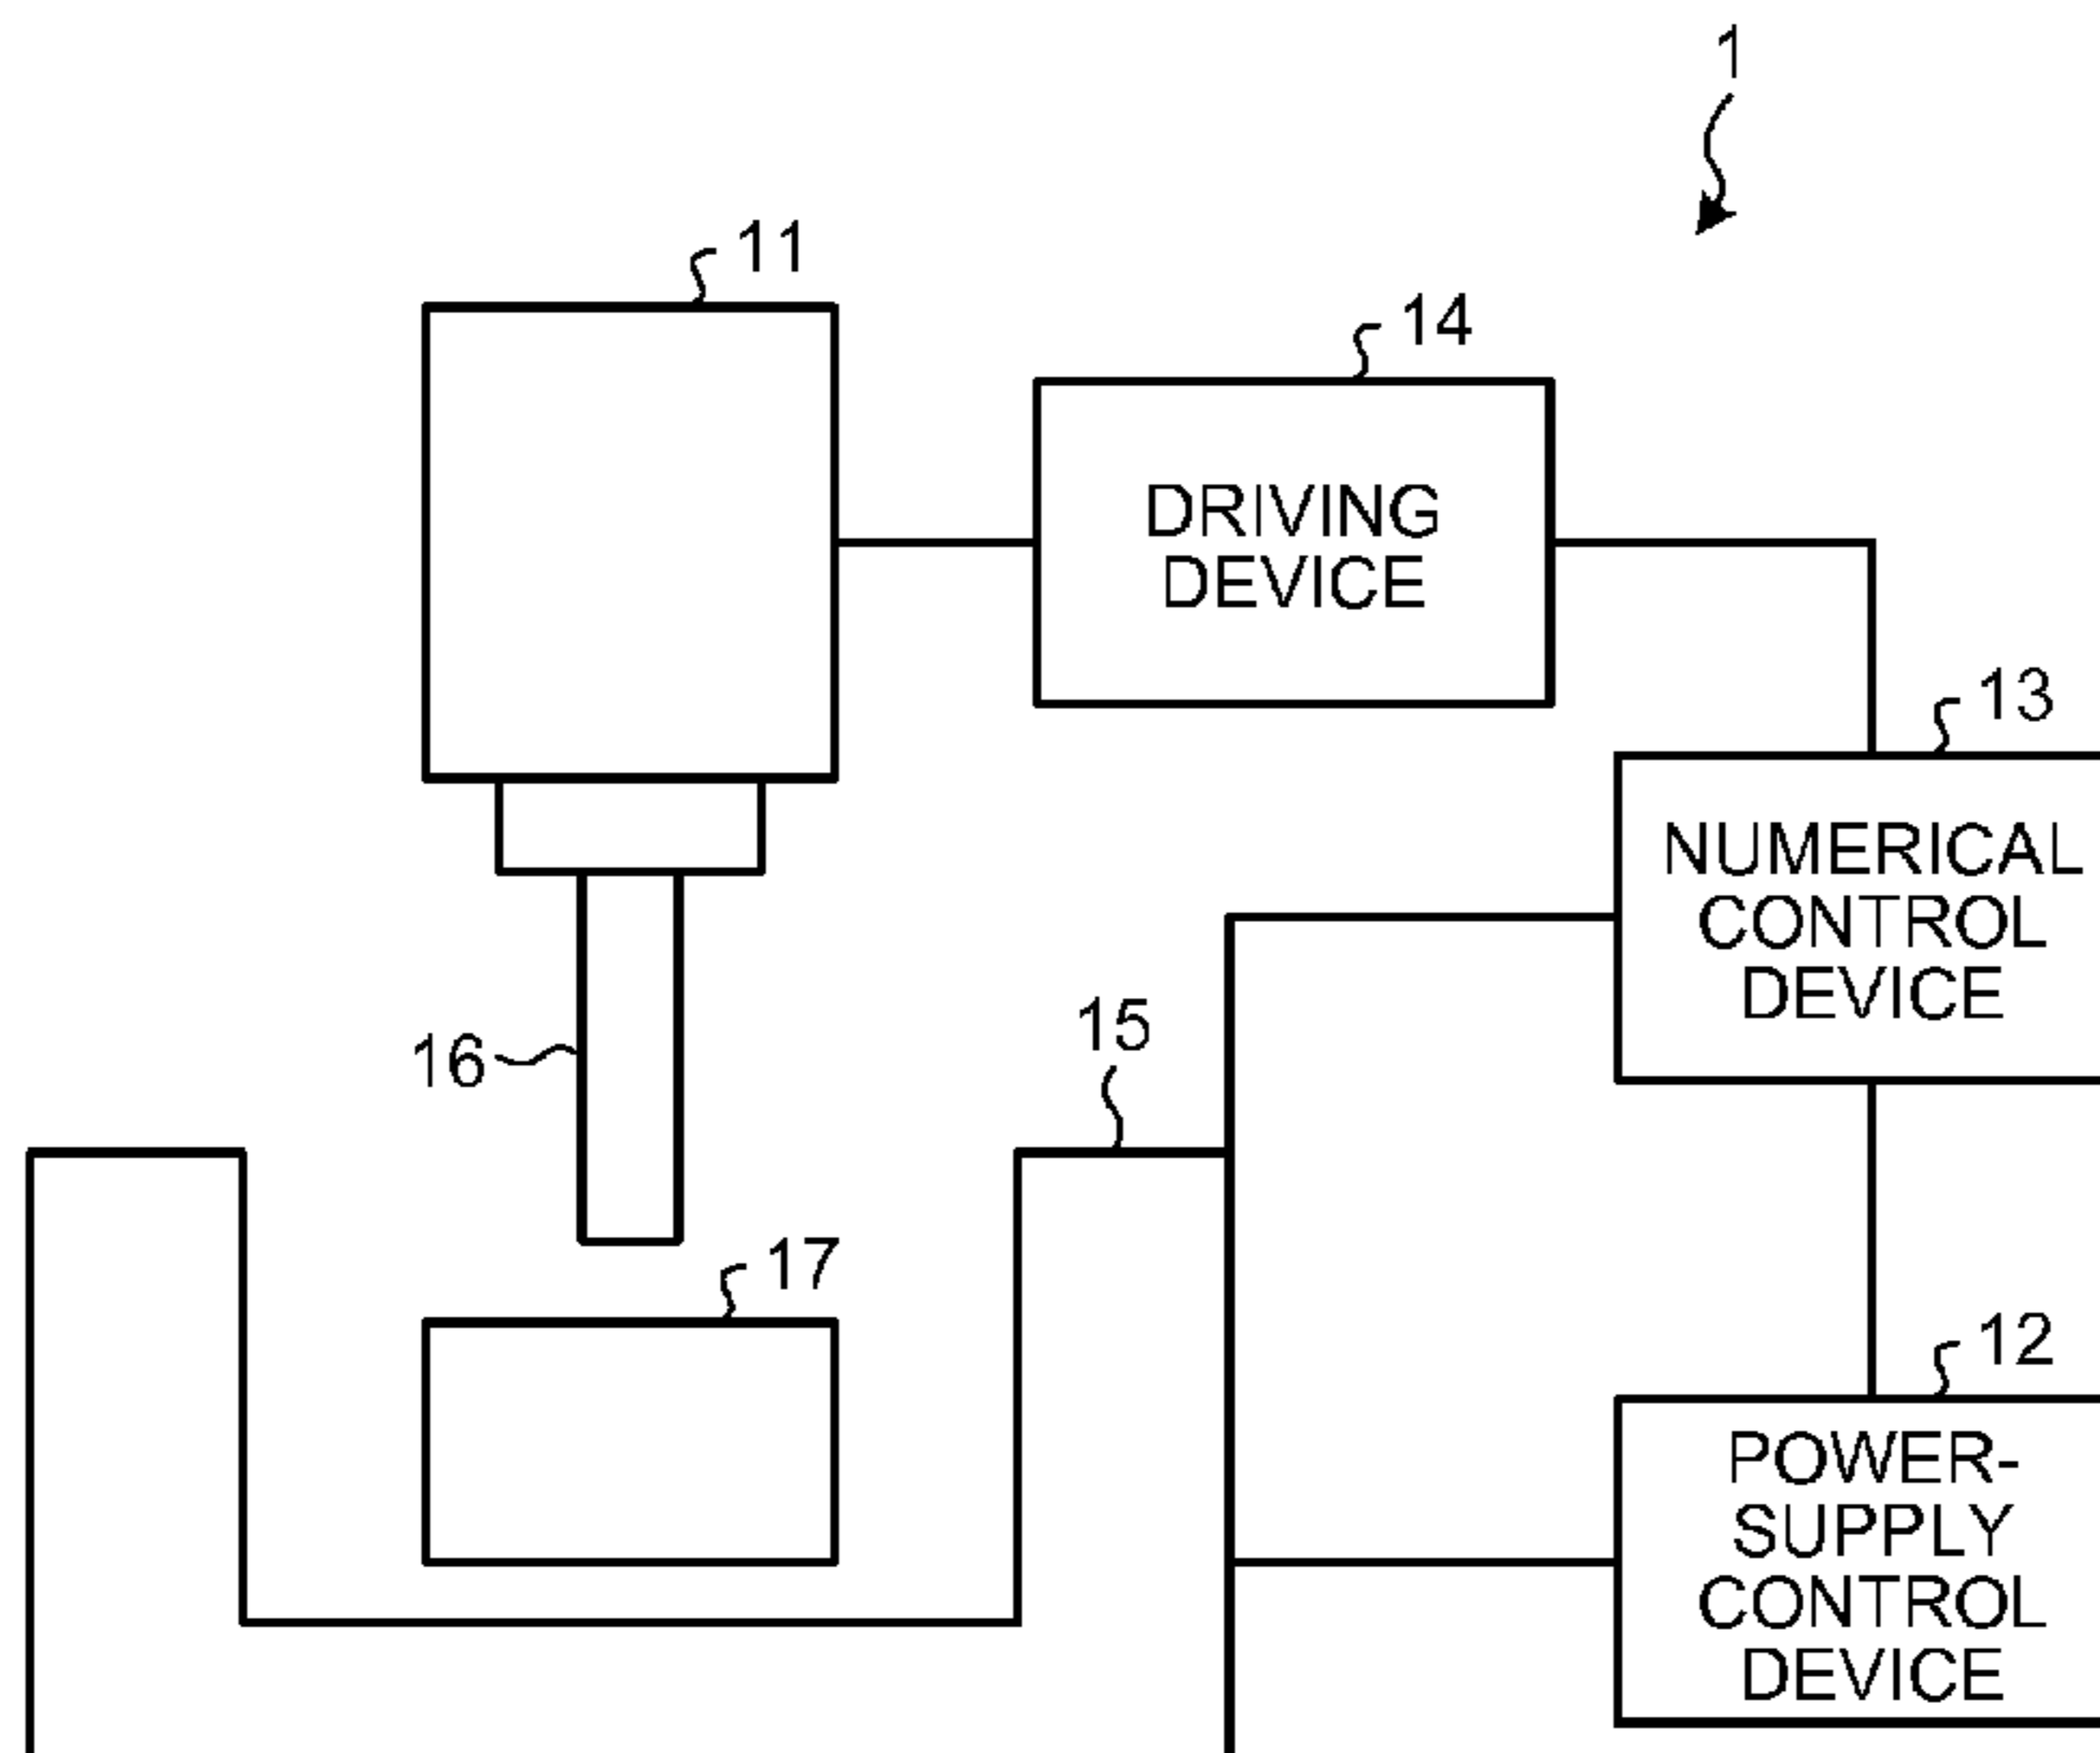 1
11
14
DRIVING
DEVICE
13
NUMERICAL
CONTROL
DEVICE
15
16
17
12
POWER-
SUPPLY
CONTROL
DEVICE